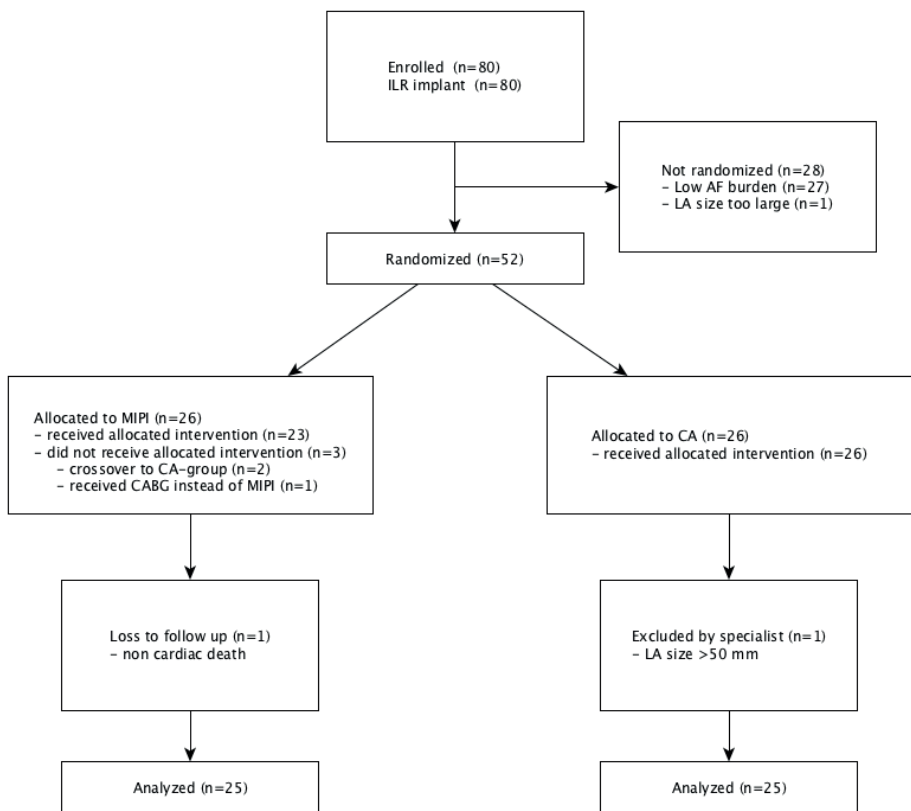 Enrolled (n=80)
ILR implant (n=80)
Not randomized (n=28)
– Low AF burden (n=27)
– LA size too large (n=1)
Randomized (n=52)
Allocated to MIPI (n=26)
– received allocated intervention (n=23)
– did not receive allocated intervention (n=3)
– crossover to CA-group (n=2)
– received CABG instead of MIPI (n=1)
Allocated to CA (n=26)
– received allocated intervention (n=26)
Loss to follow up (n=1)
– non cardiac death
Excluded by specialist (n=1)
– LA size >50 mm
Analyzed (n=25)
Analyzed (n=25)